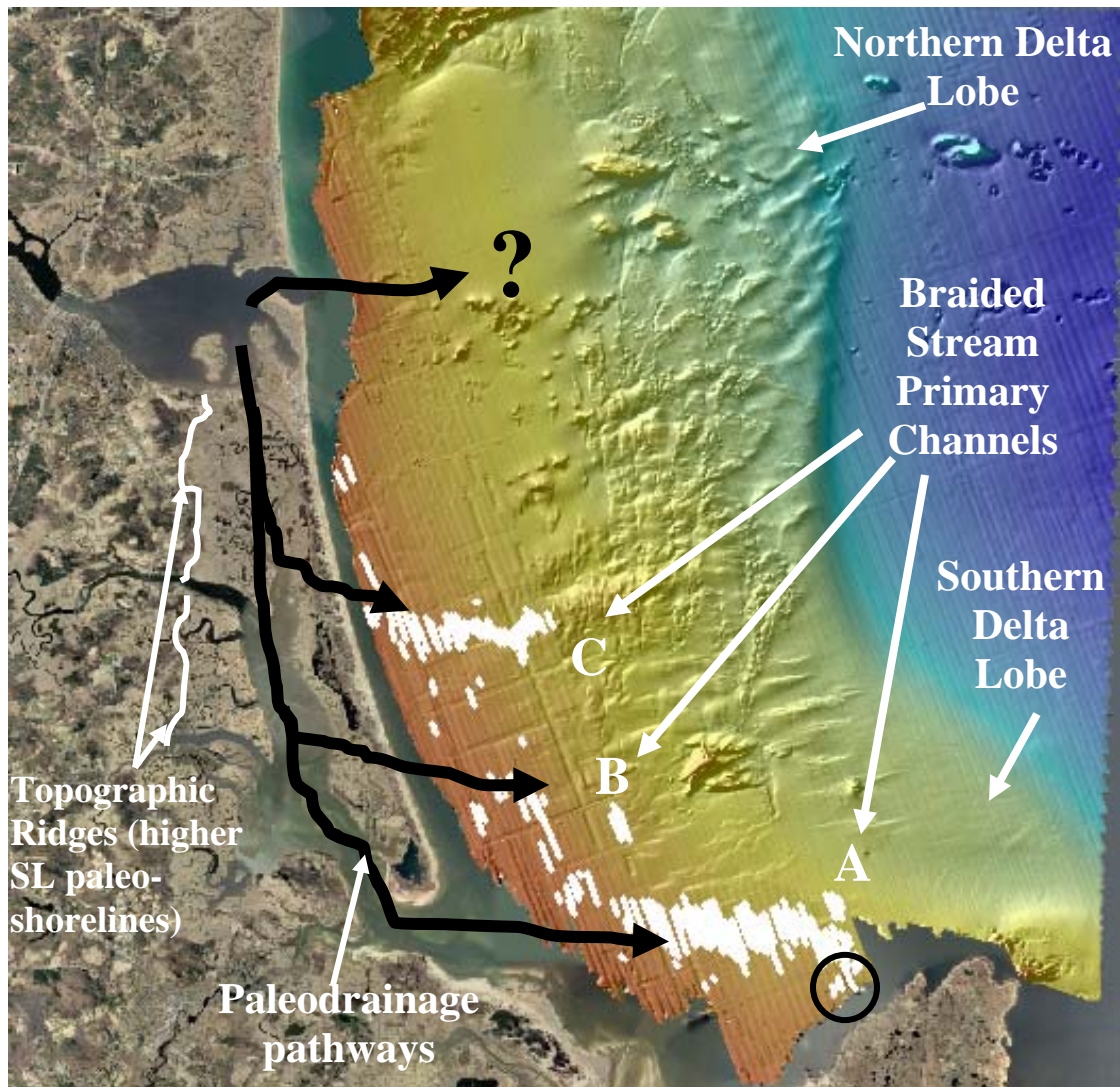 Northern Delta
Lobe
?
Braided
Stream
Primary
Channels
Southern
Delta
Lobe
C
B
A
Topographic
Ridges (higher
SL paleo-
shorelines)
Paleodrainage
pathways